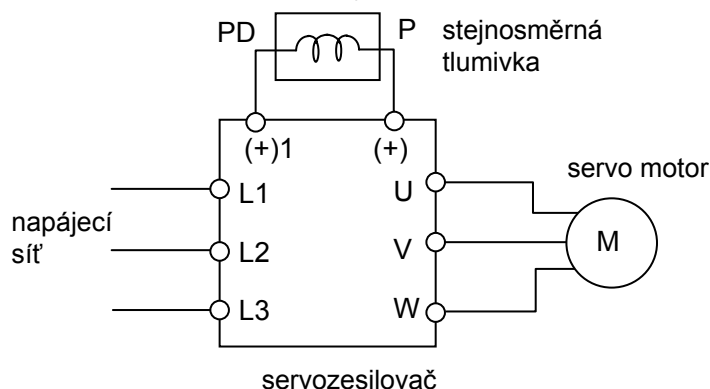 PD
P
stejnosměrná
tlumivka
(+)1
(+)
servo motor
L1
U
napájecí
síť
L2
V
M
L3
W
servozesilovač